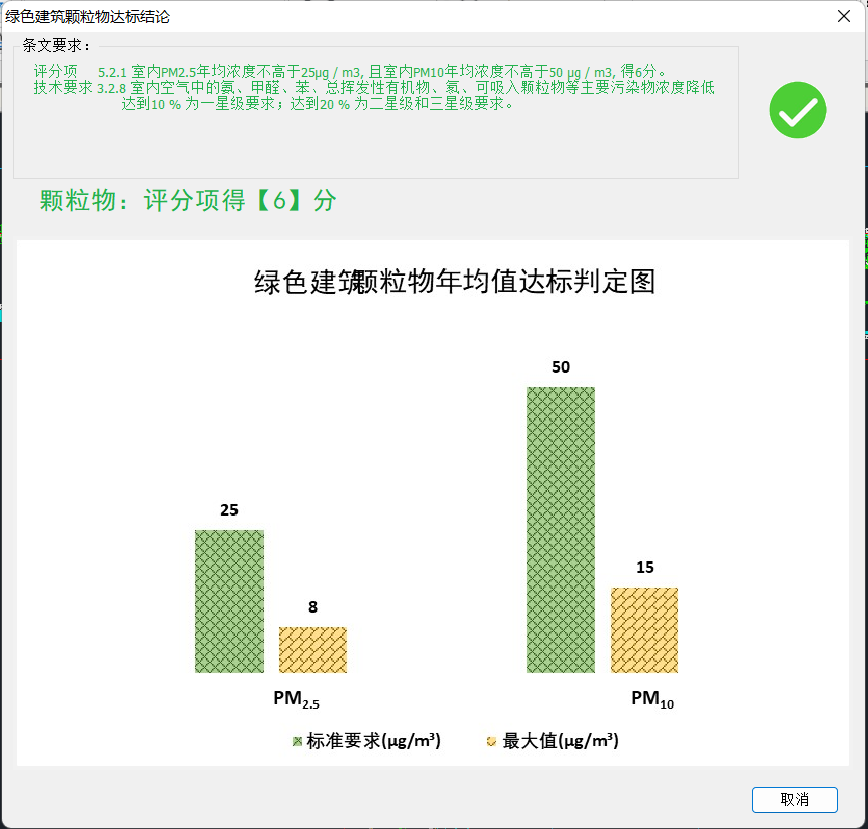 绿色建筑颗粒物达标结论
条文要求：
评分项 5.2.1 室内PM2.5年均浓度不高于25μg / m3, 且室内PM10年均浓度不高于50 μg / m3, 得6分。
技术要求 3.2.8 室内空气中的氨、甲醛、苯、总挥发性有机物、氡、可吸入颗粒物等主要污染物浓度降低
达到10 % 为一星级要求；达到20 % 为二星级和三星级要求。
颗粒物：评分项得【6】分
绿色建筑颗粒物年均值达标判定图
50
25
15
8
PM2.5
PM10
标准要求(μg/m³)
最大值(μg/m³)
取消